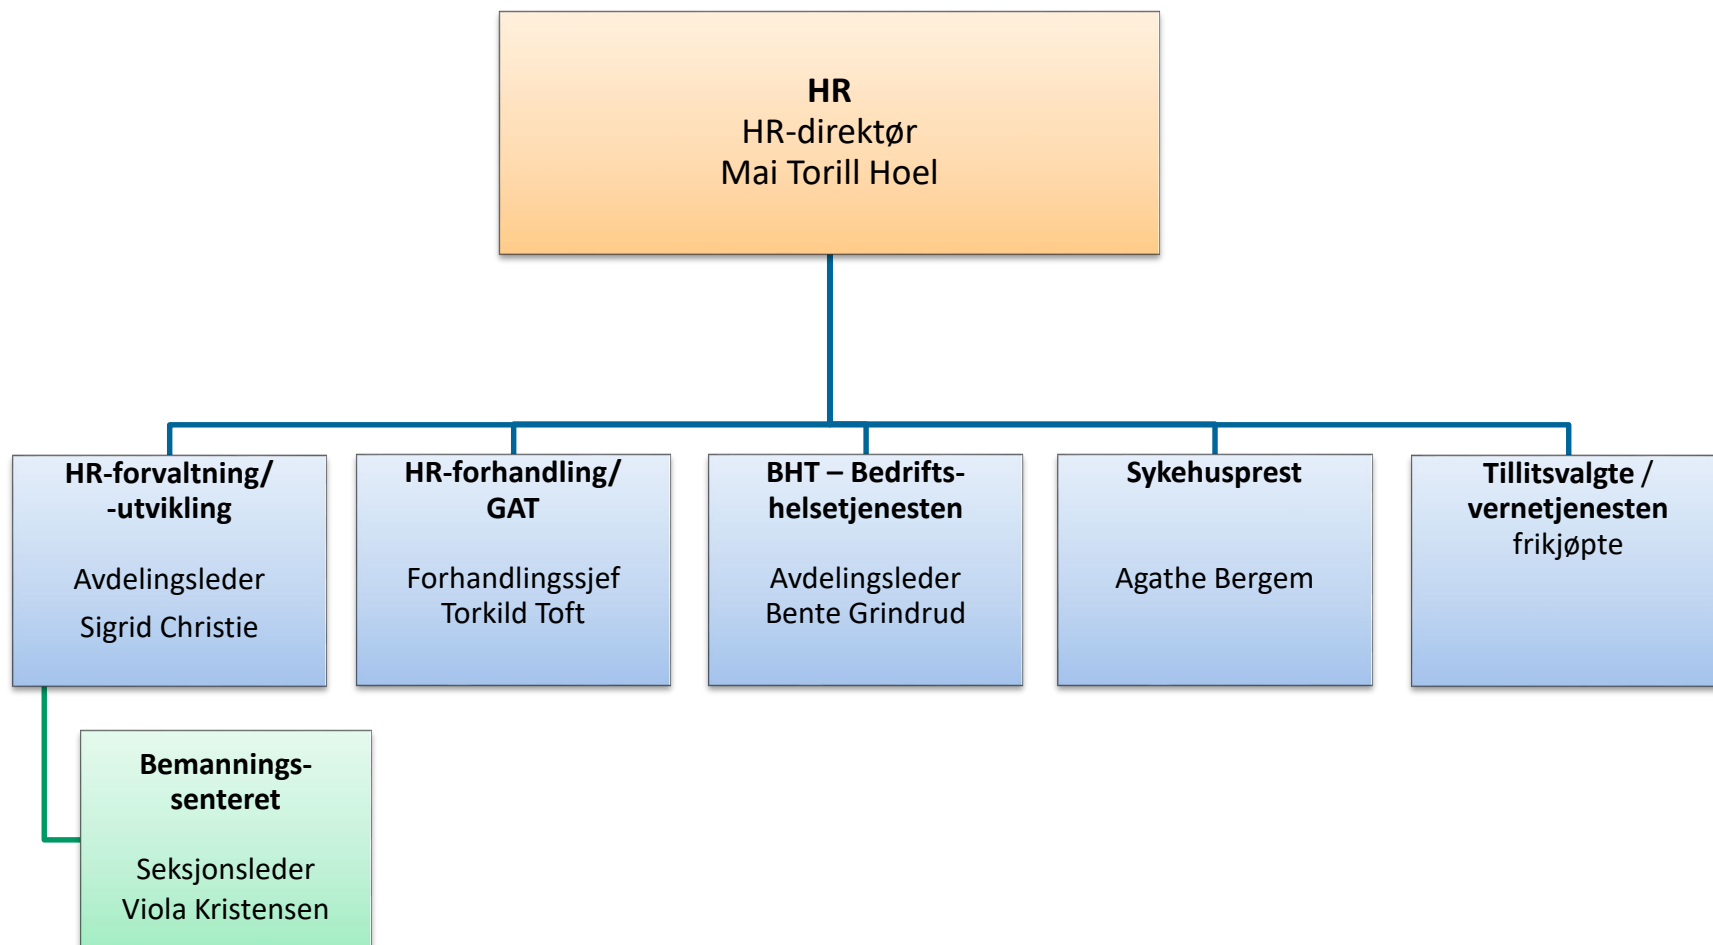 HR
HR-direktør
Mai Torill Hoel
HR-forvaltning/
-utvikling
Avdelingsleder
Sigrid Christie
HR-forhandling/
GAT
Forhandlingssjef
Torkild Toft
BHT – Bedrifts-
helsetjenesten
Avdelingsleder
Bente Grindrud
Sykehusprest
Agathe Bergem
Tillitsvalgte /
vernetjenesten
frikjøpte
Bemannings-
senteret
Seksjonsleder
Viola Kristensen